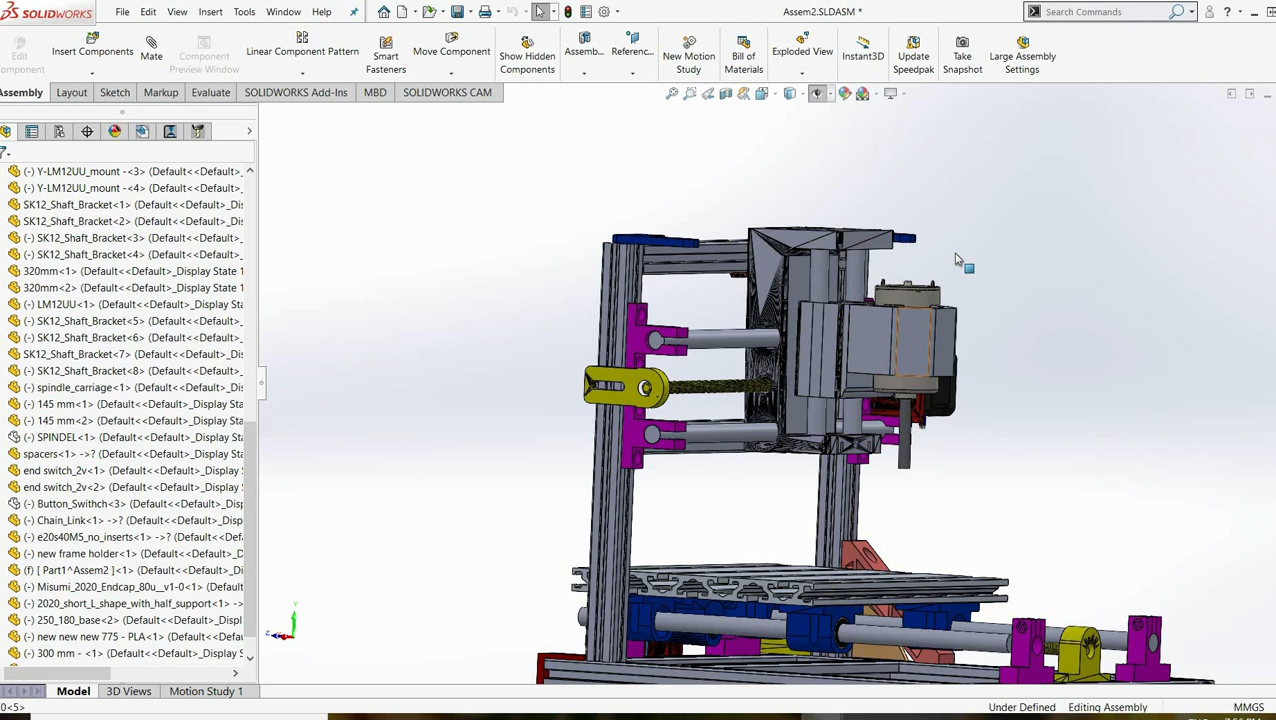 SOLIDWORKS File Edit View Insert Tools Window Help Assem2.SLDASM * Search Commands
Edit Component
Insert Components
Mate
Component Preview Window
Linear Component Pattern
Smart Fasteners
Move Component
Show Hidden Components
Assemb...
Referenc...
New Motion Study
Bill of Materials
Exploded View
Instant3D
Update Speedpak
Take Snapshot
Large Assembly Settings
Assembly Layout Sketch Markup Evaluate SOLIDWORKS Add-Ins MBD SOLIDWORKS CAM
(-) Y-LM12UU_mount -<3> (Default<<Default>_
(-) Y-LM12UU_mount -<4> (Default<<Default>_
SK12_Shaft_Bracket<1> (Default<<Default>_Dis
SK12_Shaft_Bracket<2> (Default<<Default>_Dis
(-) SK12_Shaft_Bracket<3> (Default<<Default>_
(-) SK12_Shaft_Bracket<4> (Default<<Default>_
320mm<1> (Default<<Default>_Display State 1
320mm<2> (Default<<Default>_Display State 1
(-) LM12UU<1> (Default<<Default>_Display Sta
(-) SK12_Shaft_Bracket<5> (Default<<Default>_
(-) SK12_Shaft_Bracket<6> (Default<<Default>_
(-) SK12_Shaft_Bracket<7> (Default<<Default>_
(-) SK12_Shaft_Bracket<8> (Default<<Default>_
(-) spindle_carriage<1> (Default<<Default>_Dis
(-) 145 mm<1> (Default<<Default>_Display Sta
(-) 145 mm<2> (Default<<Default>_Display Sta
(-) SPINDEL<1> (Default<<Default>_Display Sta
spacers<1> ->? (Default<<Default>_Display Sta
end switch_2v<1> (Default<<Default>_Display
end switch_2v<2> (Default<<Default>_Display
(-) Button_Swithch<3> (Default<<Default>_Dis
(-) Chain_Link<1> ->? (Default<<Default>_Disp
(-) e20s40M5_no_inserts<1> ->? (Default<<Def
(-) new frame holder<1> (Default<<Default>_
(f) [ Part1^Assem2 ]<1> (Default<<Default>_D
(-) Misumi_2020_Endcap_80u__v1-0<1> (Defaul
(-) 2020_short_L_shape_with_half_support<1> ->
(-) 250_180_base<2> (Default<<Default>_Displ
(-) new new new 775 - PLA<1> (Default<<Defa
(-) 300 mm - <1> (Default<<Default>_Display
Y
Z
Model 3D Views Motion Study 1
0<5> Under Defined Editing Assembly MMGS